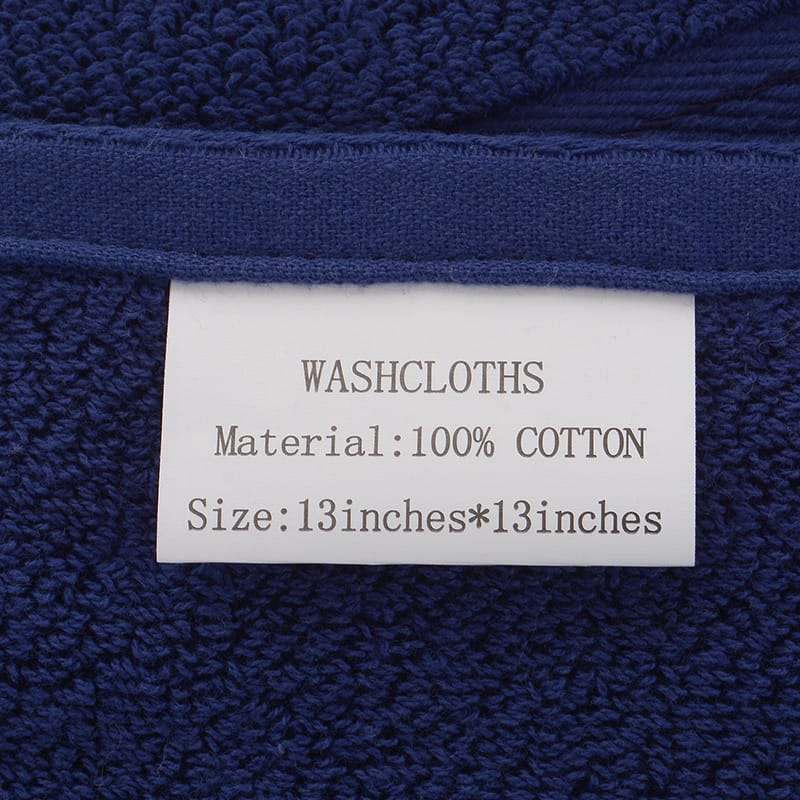 WASHCLOTHS
Material:100% COTTON
Size:13inches*13inches